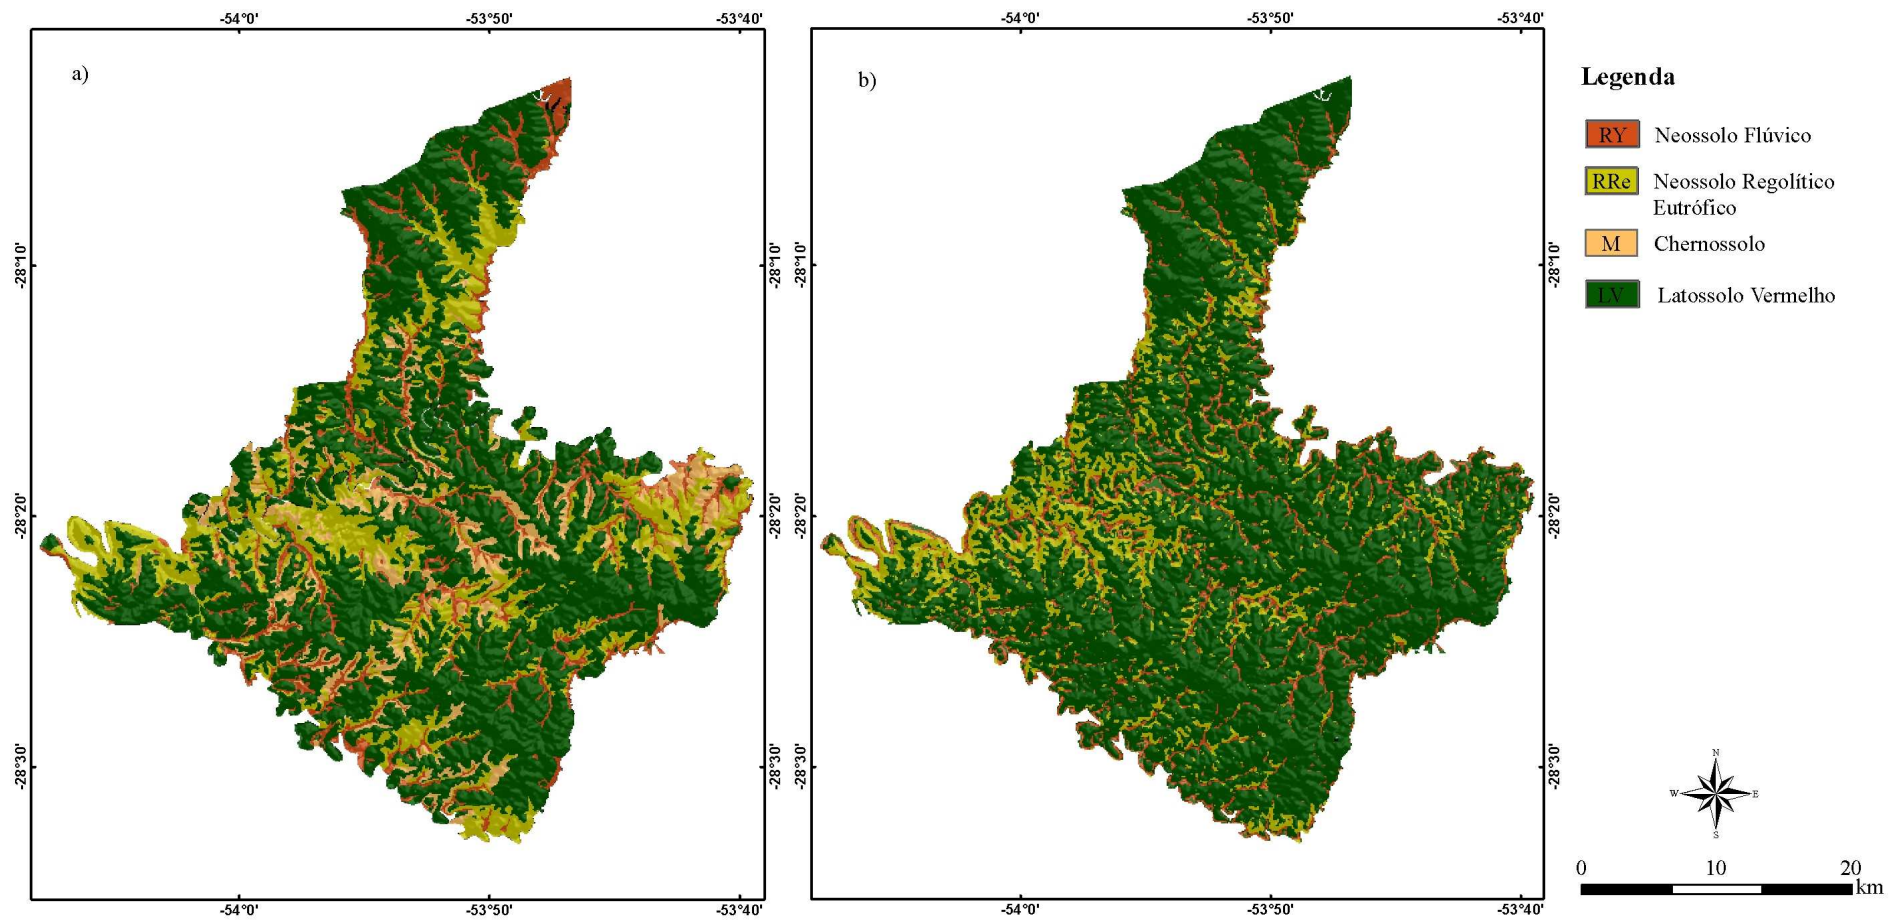 -54°0'
-53°50'
-53°40'
-54°0'
-53°50'
-53°40'
a)
b)
Legenda
RY Neossolo Flúvico
RRe Neossolo Regolítico
Eutrófico
M Chernossolo
LV Latossolo Vermelho
-28°10'
-28°10'
-28°10'
-28°20'
-28°20'
-28°20'
-28°30'
-28°30'
-28°30'
N
W
E
S
0 10 20
km
-54°0'
-53°50'
-53°40'
-54°0'
-53°50'
-53°40'